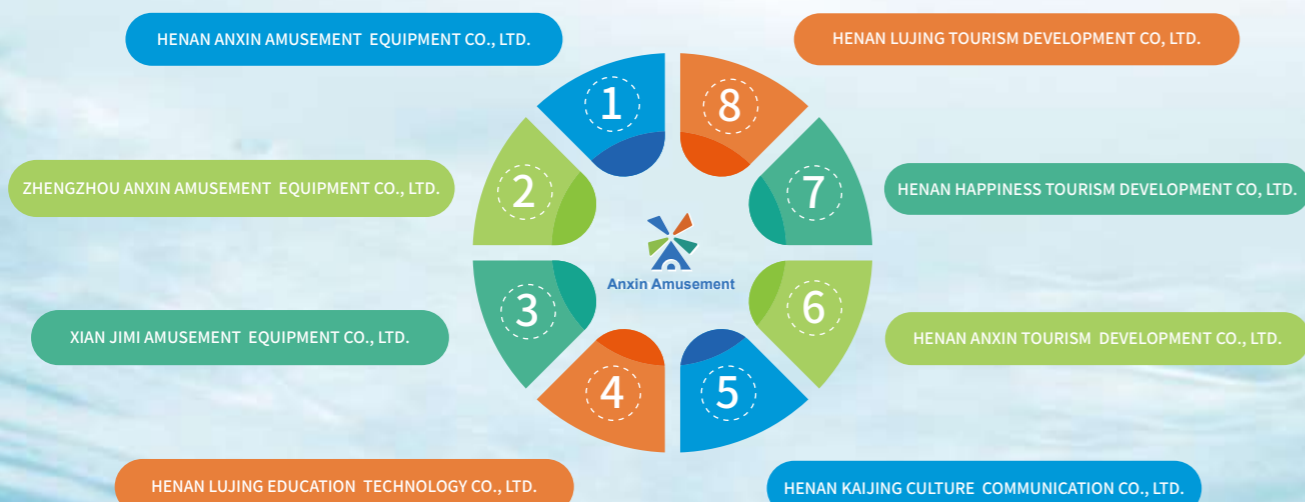 HENAN ANXIN AMUSEMENT EQUIPMENT CO., LTD.
HENAN LUJING TOURISM DEVELOPMENT CO, LTD.
1
8
ZHENGZHOU ANXIN AMUSEMENT EQUIPMENT CO., LTD.
2
7
HENAN HAPPINESS TOURISM DEVELOPMENT CO, LTD.
Anxin Amusement
XIAN JIMI AMUSEMENT EQUIPMENT CO., LTD.
3
6
HENAN ANXIN TOURISM DEVELOPMENT CO., LTD.
4
5
HENAN LUJING EDUCATION TECHNOLOGY CO., LTD.
HENAN KAIJING CULTURE COMMUNICATION CO., LTD.